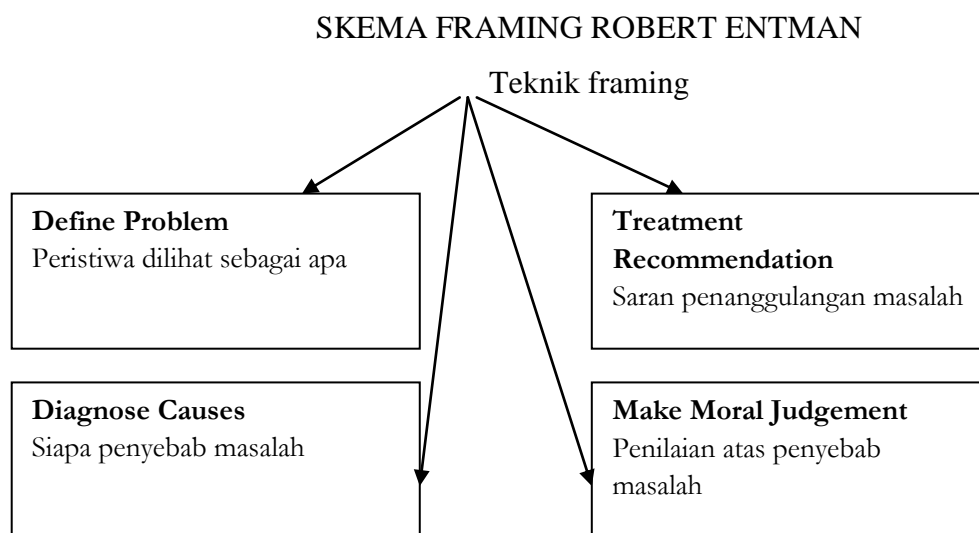 SKEMA FRAMING ROBERT ENTMAN
Teknik framing
Define Problem
Peristiwa dilihat sebagai apa
Treatment
Recommendation
Saran penanggulangan masalah
Diagnose Causes
Siapa penyebab masalah
Make Moral Judgement
Penilaian atas penyebab
masalah